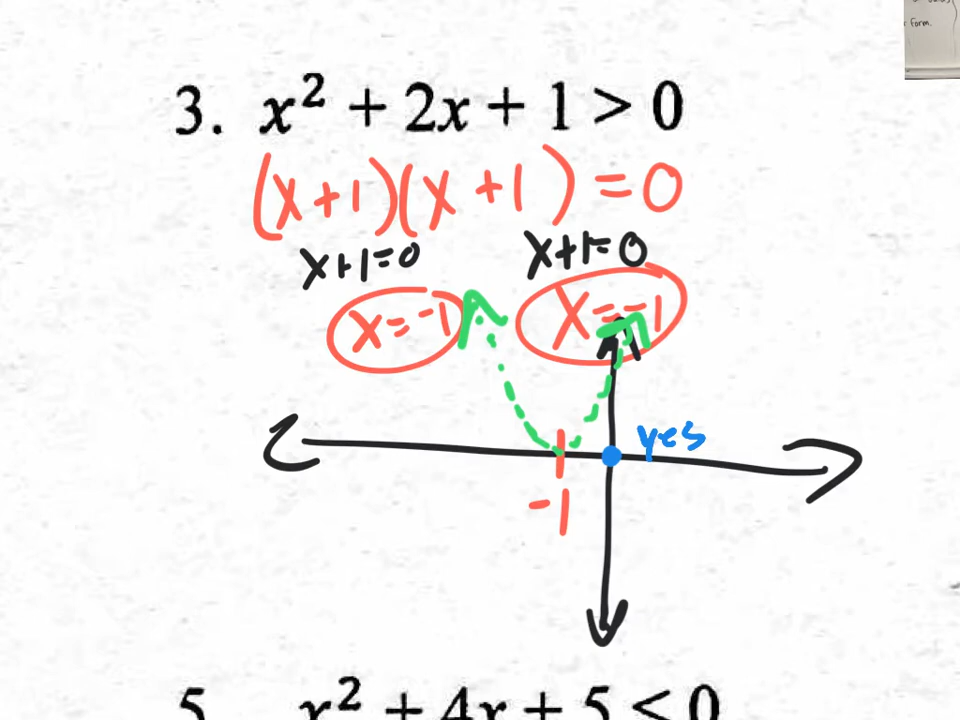 form.
3. x² + 2x + 1 > 0
(x+1)(x+1) = 0
x+1=0 x+1=0
x=-1 x=-1
yes
-1
5. x² + 4x + 5 < 0